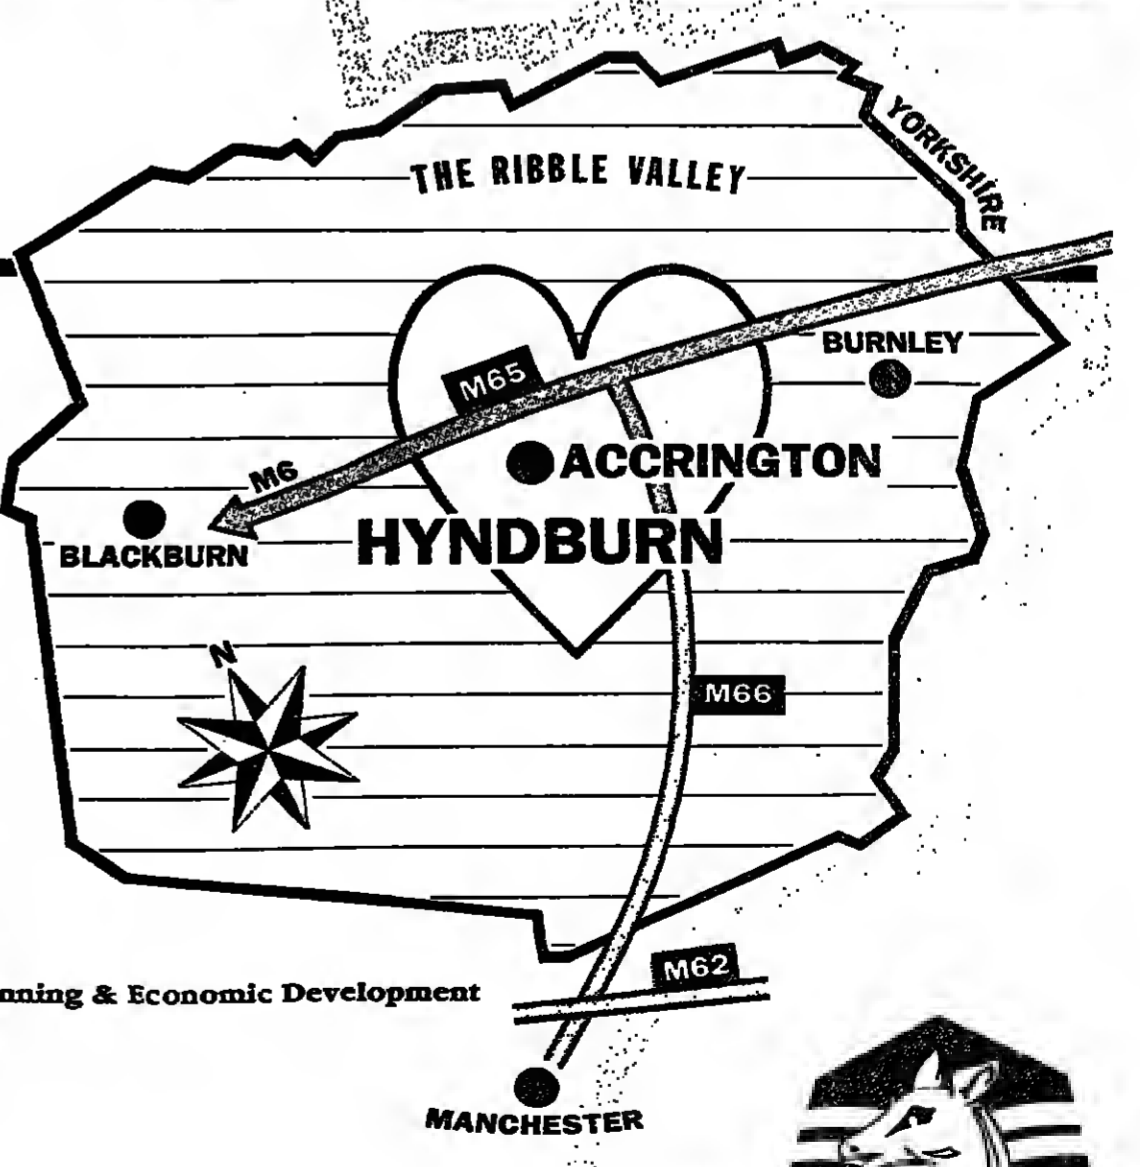 YORKSHIRE
THE RIBBLE VALLEY
BURNLEY
M65
ACCRINGTON
M6
HYNDBURN
BLACKBURN
N
M66
M62
nning & Economic Development
MANCHESTER